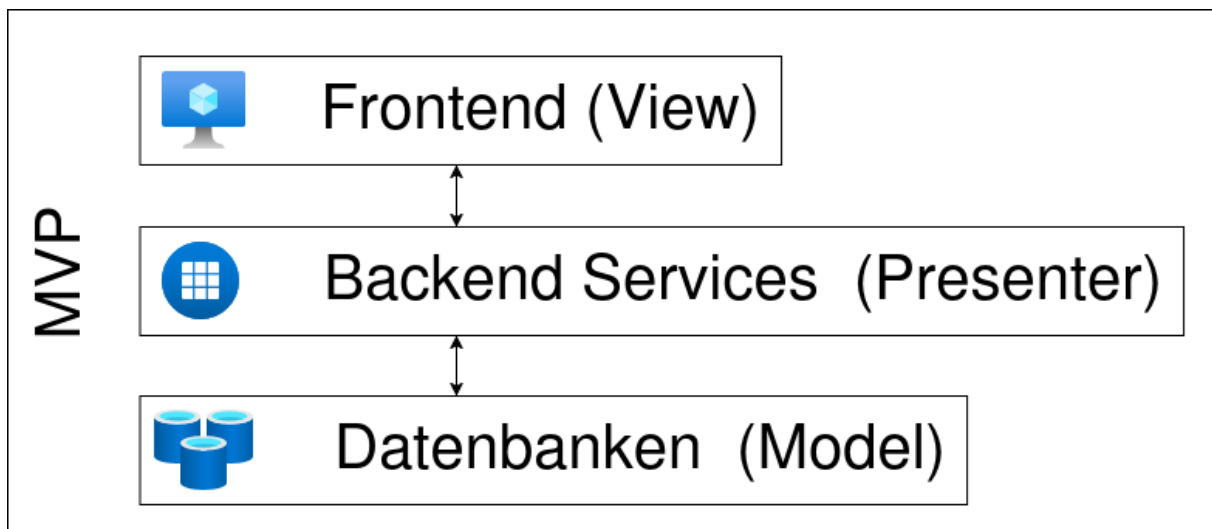 MVP
Frontend (View)
Backend Services (Presenter)
Datenbanken (Model)